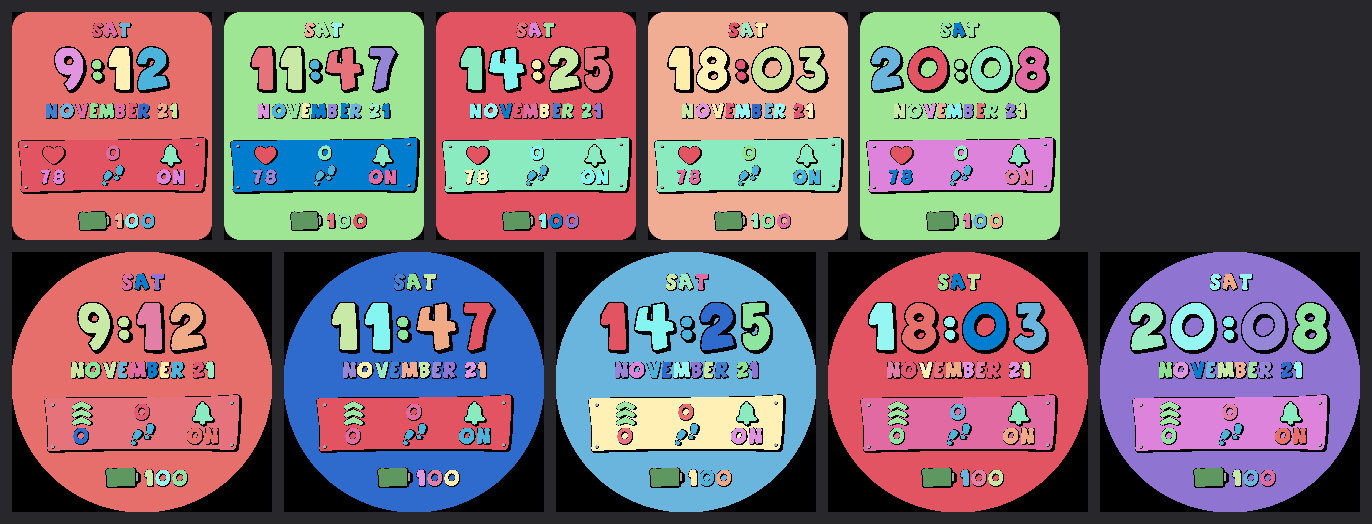 SAT
9:12
NOVEMBER 21
0
78 ON
100
SAT
11:47
NOVEMBER 21
0
78 ON
100
SAT
14:25
NOVEMBER 21
0
78 ON
100
SAT
18:03
NOVEMBER 21
0
78 ON
100
SAT
20:08
NOVEMBER 21
0
78 ON
100
SAT
9:12
NOVEMBER 21
0
0 ON
100
SAT
11:47
NOVEMBER 21
0
0 ON
100
SAT
14:25
NOVEMBER 21
0
0 ON
100
SAT
18:03
NOVEMBER 21
0
0 ON
100
SAT
20:08
NOVEMBER 21
0
0 ON
100